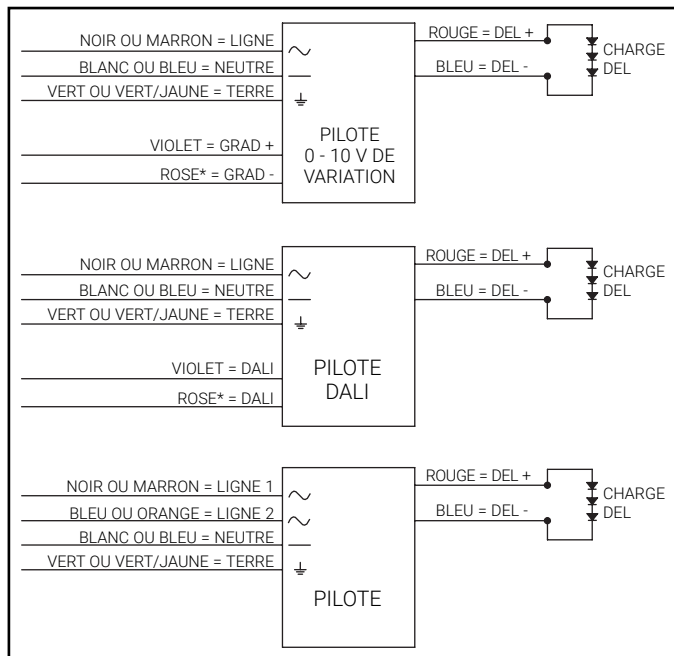 NOIR OU MARRON = LIGNE
BLANC OU BLEU = NEUTRE
VERT OU VERT/JAUNE = TERRE
VIOLET = GRAD +
ROSE* = GRAD -
PILOTE
0 - 10 V DE
VARIATION
ROUGE = DEL +
BLEU = DEL -
CHARGE
DEL
NOIR OU MARRON = LIGNE
BLANC OU BLEU = NEUTRE
VERT OU VERT/JAUNE = TERRE
VIOLET = DALI
ROSE* = DALI
PILOTE
DALI
ROUGE = DEL +
BLEU = DEL -
CHARGE
DEL
NOIR OU MARRON = LIGNE 1
BLEU OU ORANGE = LIGNE 2
BLANC OU BLEU = NEUTRE
VERT OU VERT/JAUNE = TERRE
PILOTE
ROUGE = DEL +
BLEU = DEL -
CHARGE
DEL